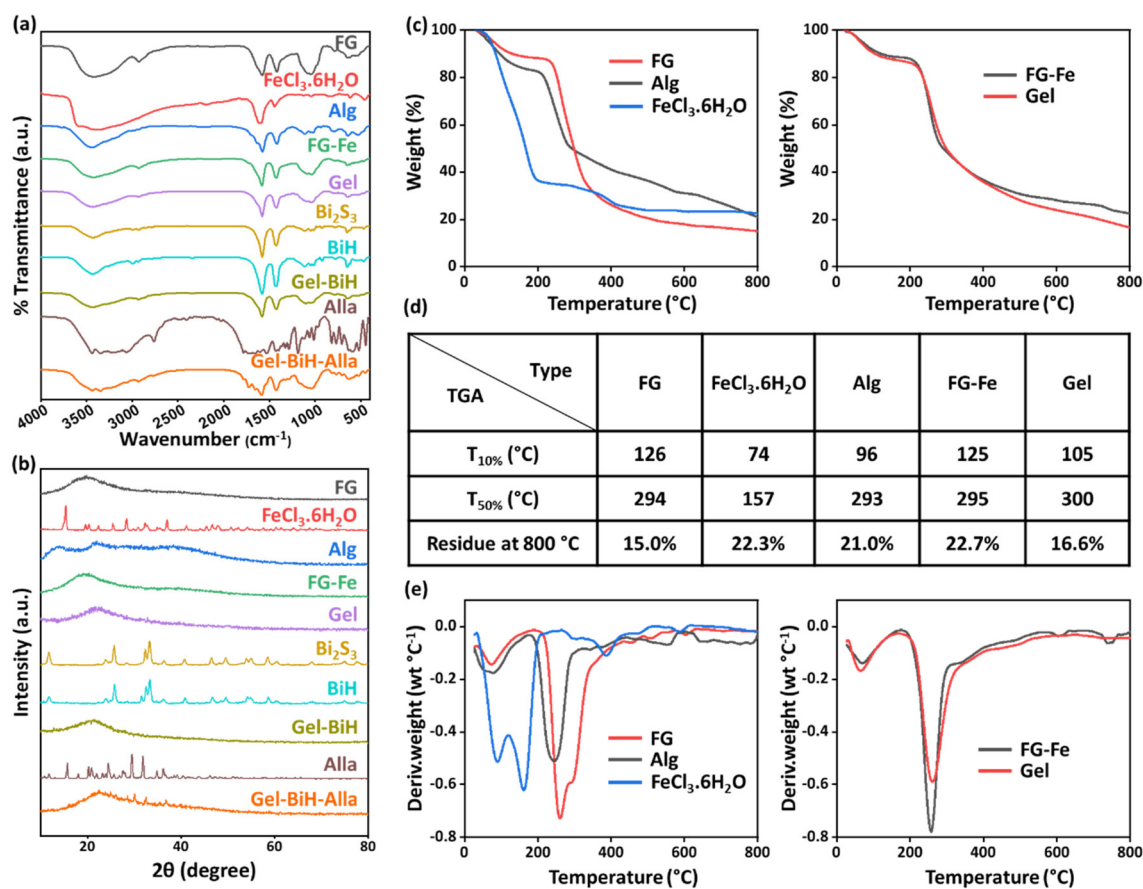 (a)
FG
FeCl₃.6H₂O
Alg
FG-Fe
Gel
Bi₂S₃
BiH
Gel-BiH
Alla
Gel-BiH-Alla
% Transmittance (a.u.)
4000 3500 3000 2500 2000 1500 1000 500
Wavenumber (cm⁻¹)
(b)
FG
FeCl₃.6H₂O
Alg
FG-Fe
Gel
Bi₂S₃
BiH
Gel-BiH
Alla
Gel-BiH-Alla
Intensity (a.u.)
20 40 60 80
2θ (degree)
(c)
100
80
60
40
20
0
Weight (%)
FG
Alg
FeCl₃.6H₂O
0 200 400 600 800
Temperature (°C)
100
80
60
40
20
0
Weight (%)
FG-Fe
Gel
0 200 400 600 800
Temperature (°C)
(d)
TGA Type FG FeCl₃.6H₂O Alg FG-Fe Gel
T₁₀% (°C) 126 74 96 125 105
T₅₀% (°C) 294 157 293 295 300
Residue at 800 °C 15.0% 22.3% 21.0% 22.7% 16.6%
(e)
0.0
-0.2
-0.4
-0.6
-0.8
Deriv.weight (wt °C⁻¹)
FG
Alg
FeCl₃.6H₂O
0 200 400 600 800
Temperature (°C)
0.0
-0.2
-0.4
-0.6
-0.8
Deriv.weight (wt °C⁻¹)
FG-Fe
Gel
0 200 400 600 800
Temperature (°C)